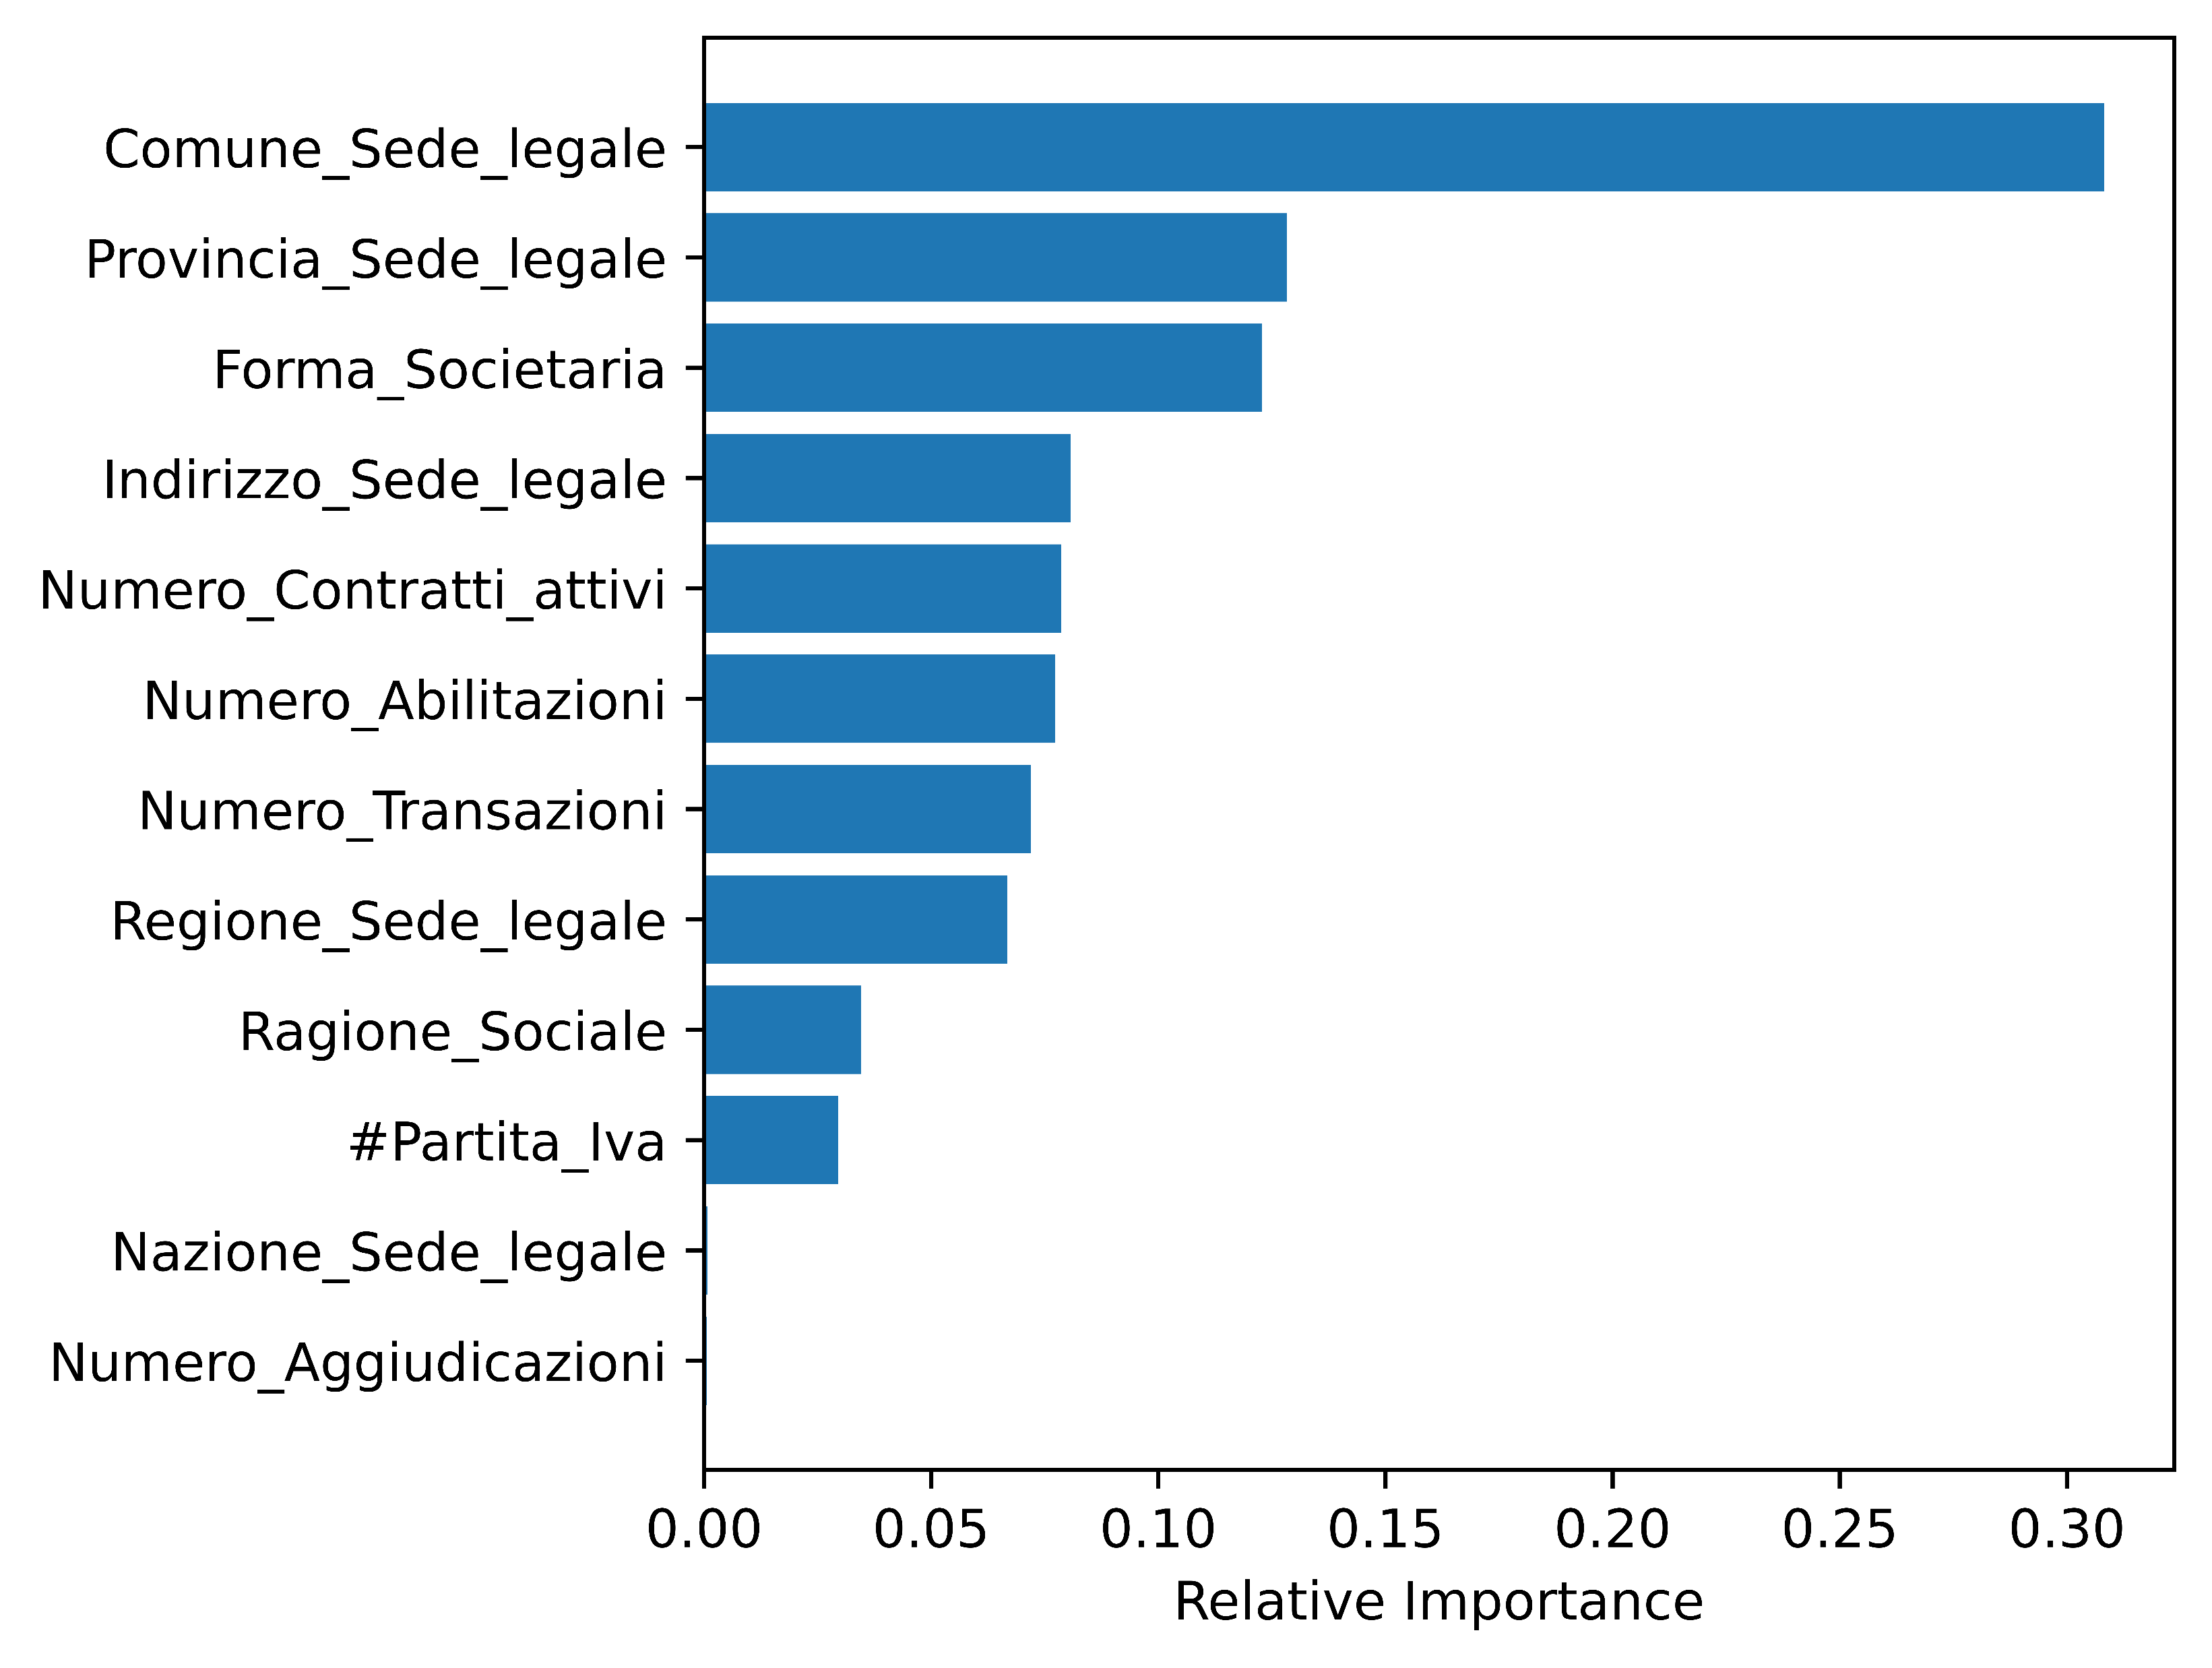 Comune_Sede_legale
Provincia_Sede_legale
Forma_Societaria
Indirizzo_Sede_legale
Numero_Contratti_attivi
Numero_Abilitazioni
Numero_Transazioni
Regione_Sede_legale
Ragione_Sociale
#Partita_Iva
Nazione_Sede_legale
Numero_Aggiudicazioni
0.00 0.05 0.10 0.15 0.20 0.25 0.30
Relative Importance